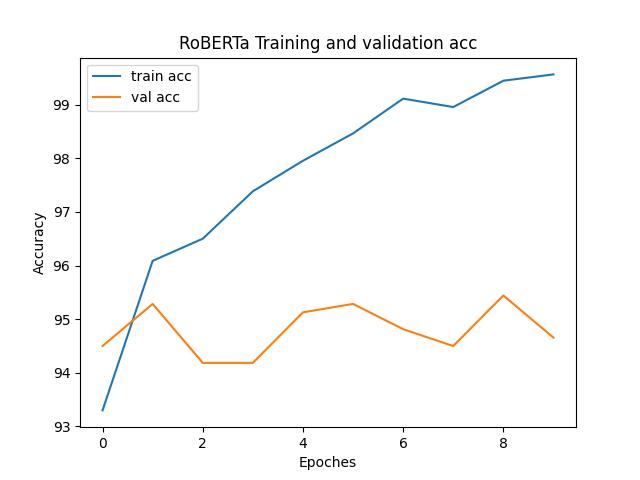 RoBERTa Training and validation acc
train acc
val acc
99
98
97
96
95
94
93
Accuracy
0 2 4 6 8
Epoches